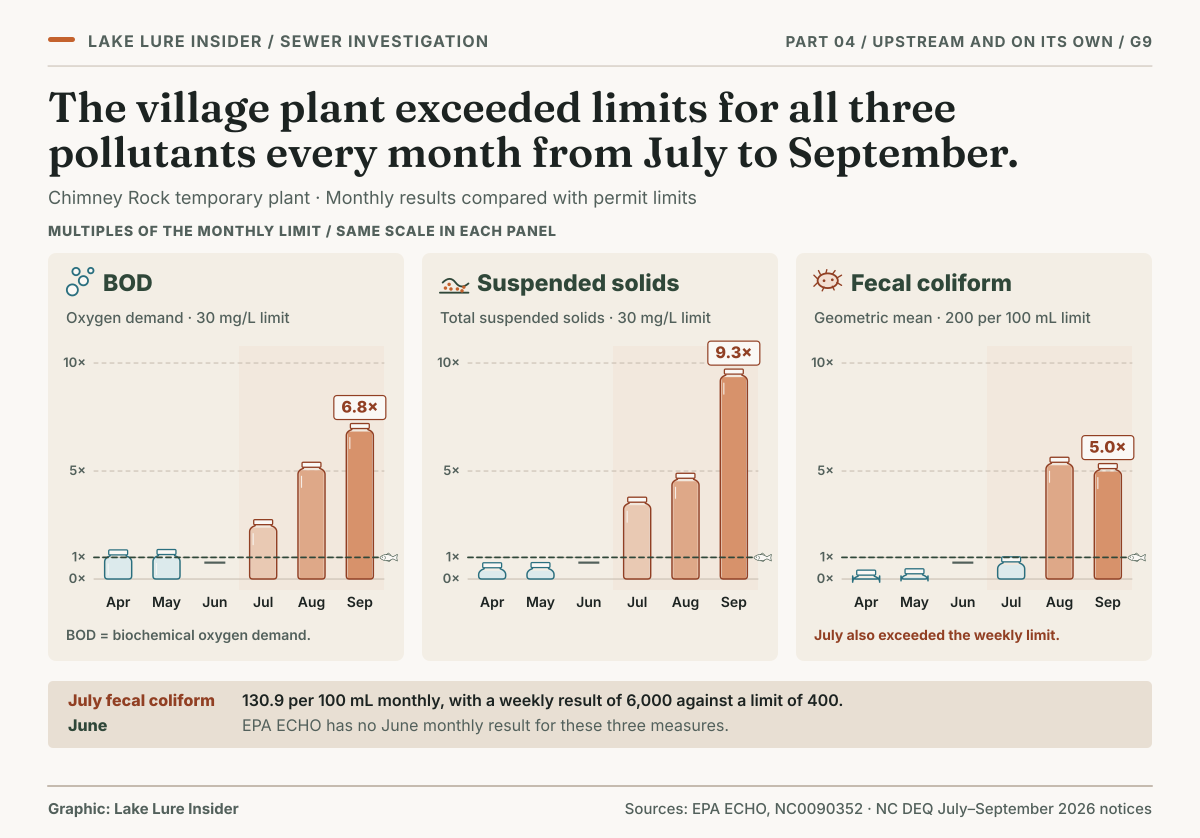 LAKE LURE INSIDER / SEWER INVESTIGATION
PART 04 / UPSTREAM AND ON ITS OWN / G9
The village plant exceeded limits for all three
pollutants every month from July to September.
Chimney Rock temporary plant · Monthly results compared with permit limits
MULTIPLES OF THE MONTHLY LIMIT / SAME SCALE IN EACH PANEL
BOD
Oxygen demand · 30 mg/L limit
10×
6.8×
5×
1×
0×
Apr May Jun Jul Aug Sep
BOD = biochemical oxygen demand.
Suspended solids
Total suspended solids · 30 mg/L limit
9.3×
10×
5×
1×
0×
Apr May Jun Jul Aug Sep
Fecal coliform
Geometric mean · 200 per 100 mL limit
10×
5.0×
5×
1×
0×
Apr May Jun Jul Aug Sep
July also exceeded the weekly limit.
July fecal coliform 130.9 per 100 mL monthly, with a weekly result of 6,000 against a limit of 400.
June EPA ECHO has no June monthly result for these three measures.
Graphic: Lake Lure Insider
Sources: EPA ECHO, NC0090352 · NC DEQ July–September 2026 notices